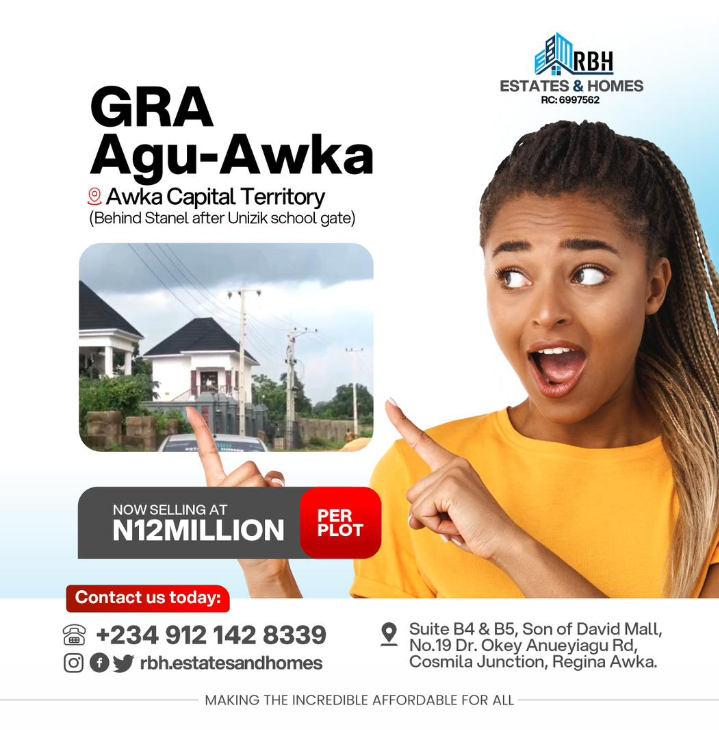 RBH
ESTATES & HOMES
RC: 6997562
GRA
Agu-Awka
Awka Capital Territory
(Behind Stanel after Unizik school gate)
NOW SELLING AT
N12MILLION
PER
PLOT
Contact us today:
+234 912 142 8339
rbh.estatesandhomes
Suite B4 & B5, Son of David Mall,
No.19 Dr. Okey Anueyiagu Rd,
Cosmila Junction, Regina Awka.
MAKING THE INCREDIBLE AFFORDABLE FOR ALL